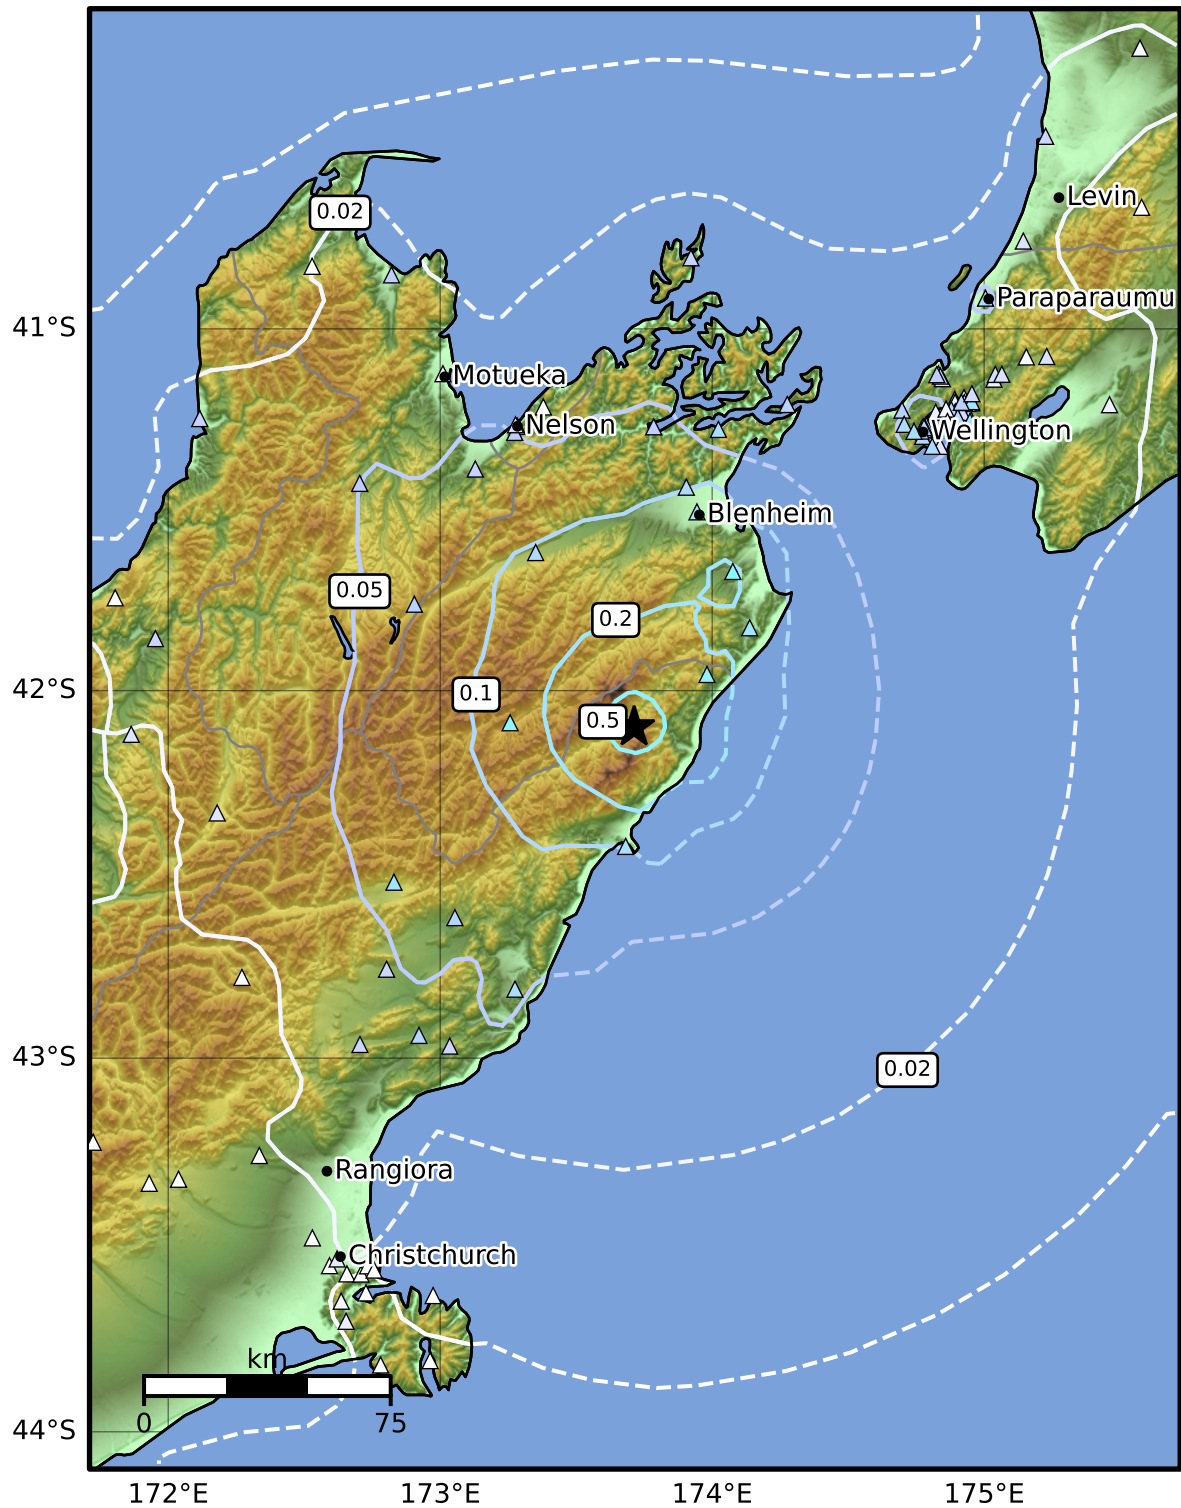 0.02
Levin
Paraparaumu
41°S
Motueka
Nelson
Wellington
Blenheim
0.05
0.2
42°S
0.1
0.5
43°S
0.02
Rangiora
Christchurch
km
0 75
44°S
172°E 173°E 174°E 175°E